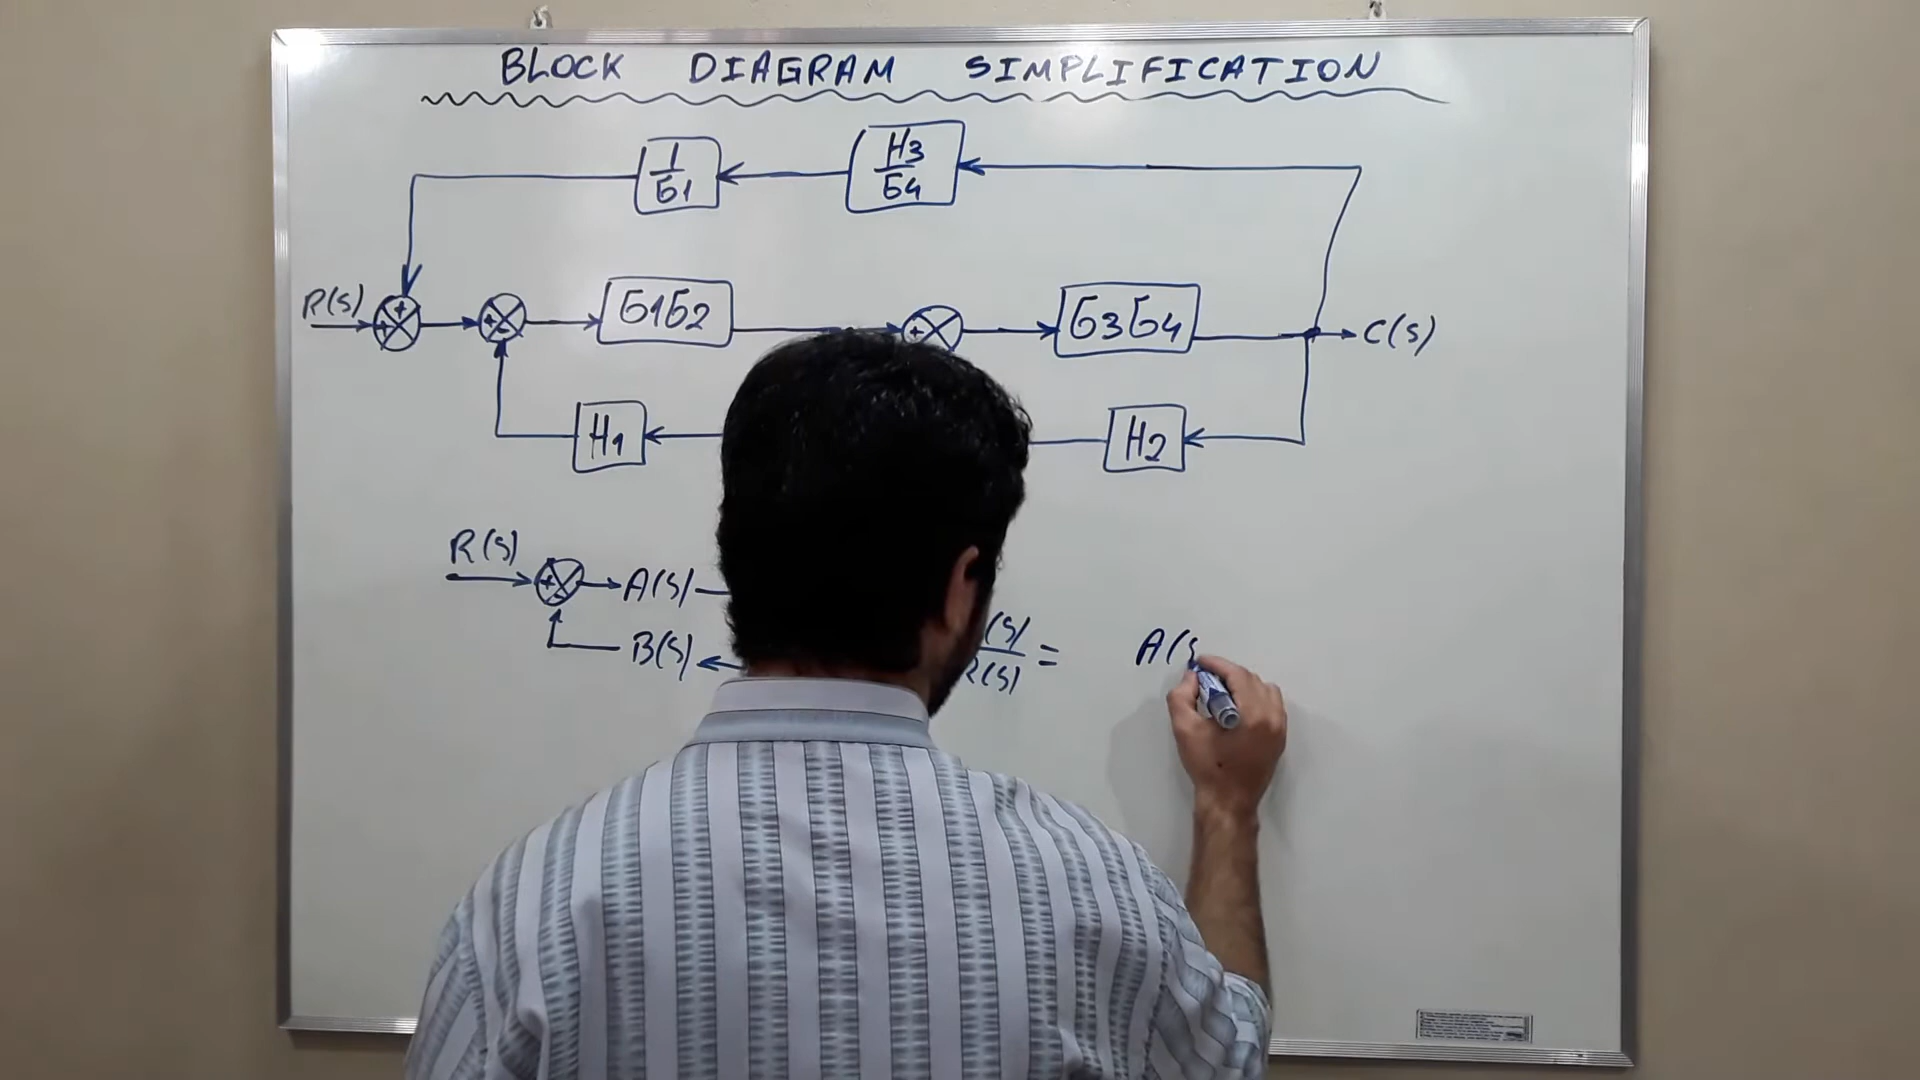 BLOCK DIAGRAM SIMPLIFICATION
1/G1 H3/G4
R(s) + + + - G1G2 + G3G4 C(s)
H1 H2
R(s) + - A(s)
B(s) (s)/R(s) = A(s